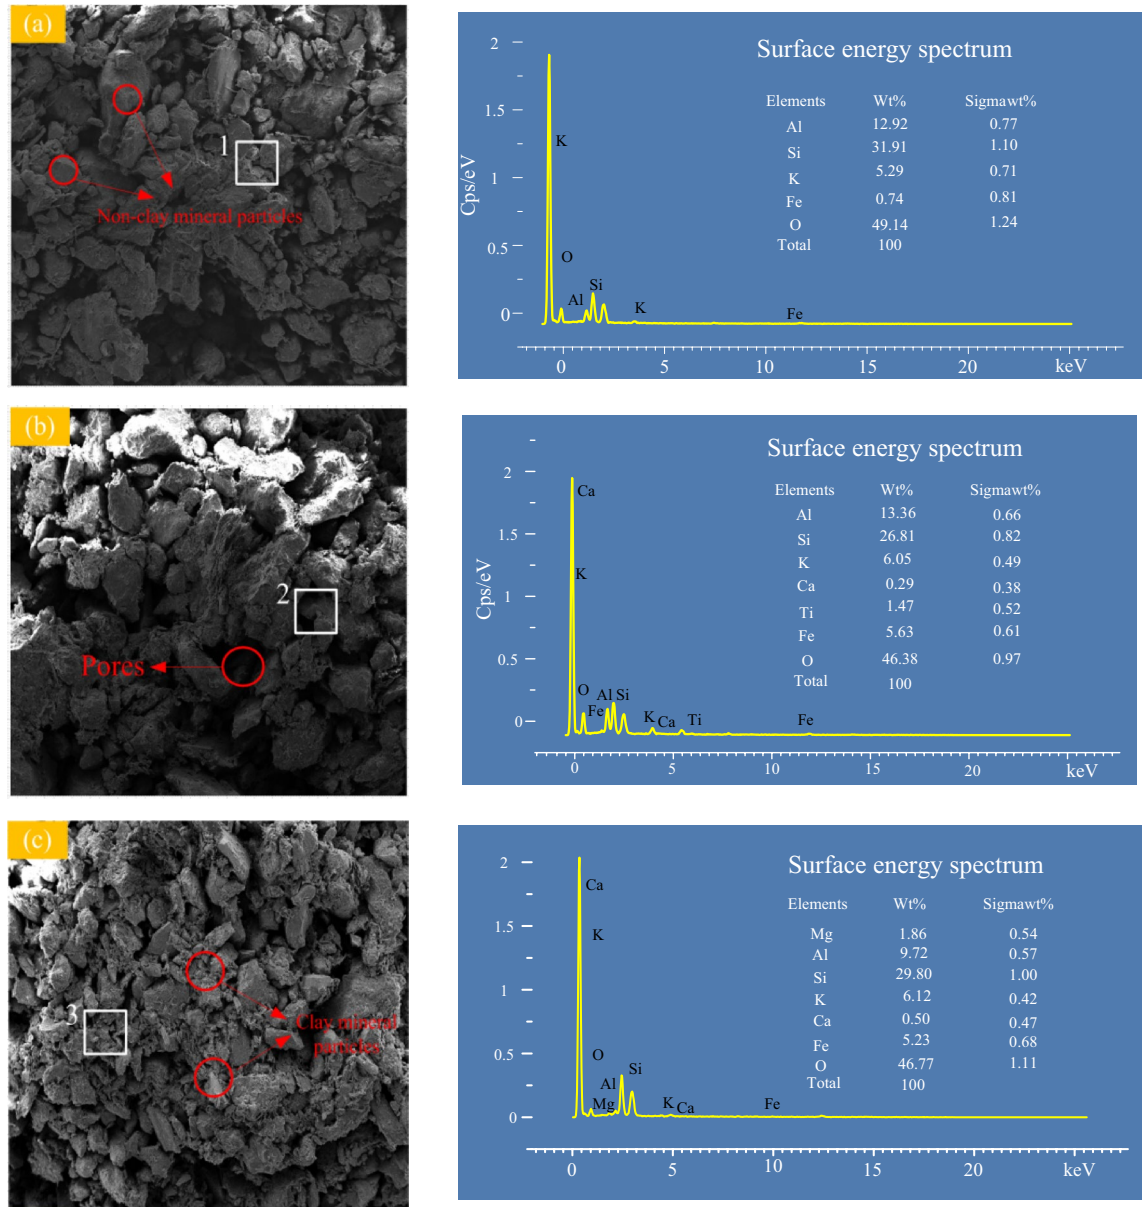 (a)
1
Non-clay mineral particles
Surface energy spectrum
Elements Wt% Sigmawt%
Al 12.92 0.77
Si 31.91 1.10
K 5.29 0.71
Fe 0.74 0.81
O 49.14 1.24
Total 100
Cps/eV
2
1.5
1
0.5
0
K
O
Al
Si
K
Fe
0 5 10 15 20 keV
(b)
2
Pores
Surface energy spectrum
Elements Wt% Sigmawt%
Al 13.36 0.66
Si 26.81 0.82
K 6.05 0.49
Ca 0.29 0.38
Ti 1.47 0.52
Fe 5.63 0.61
O 46.38 0.97
Total 100
Cps/eV
2
1.5
1
0.5
0
Ca
K
O
Fe
Al
Si
K
Ca
Ti
Fe
0 5 10 15 20 keV
(c)
3
Clay mineral
particles
Surface energy spectrum
Elements Wt% Sigmawt%
Mg 1.86 0.54
Al 9.72 0.57
Si 29.80 1.00
K 6.12 0.42
Ca 0.50 0.47
Fe 5.23 0.68
O 46.77 1.11
Total 100
2
1.5
1
0.5
0
Ca
K
O
Al
Mg
Si
K
Ca
Fe
0 5 10 15 20 keV